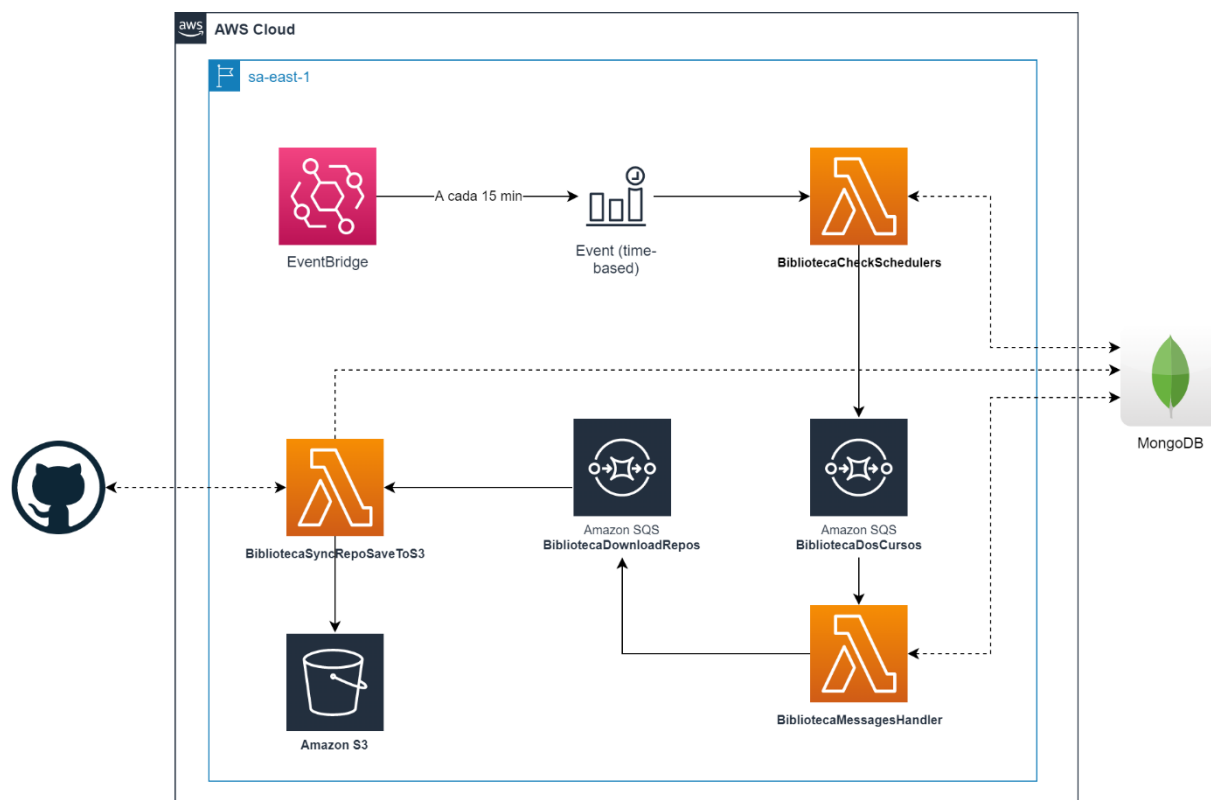 aws
AWS Cloud
sa-east-1
A cada 15 min
EventBridge
Event (time-
based)
BibliotecaCheckSchedulers
MongoDB
Amazon SQS
BibliotecaDownloadRepos
Amazon SQS
BibliotecaDosCursos
BibliotecaSyncRepoSaveToS3
BibliotecaMessagesHandler
Amazon S3